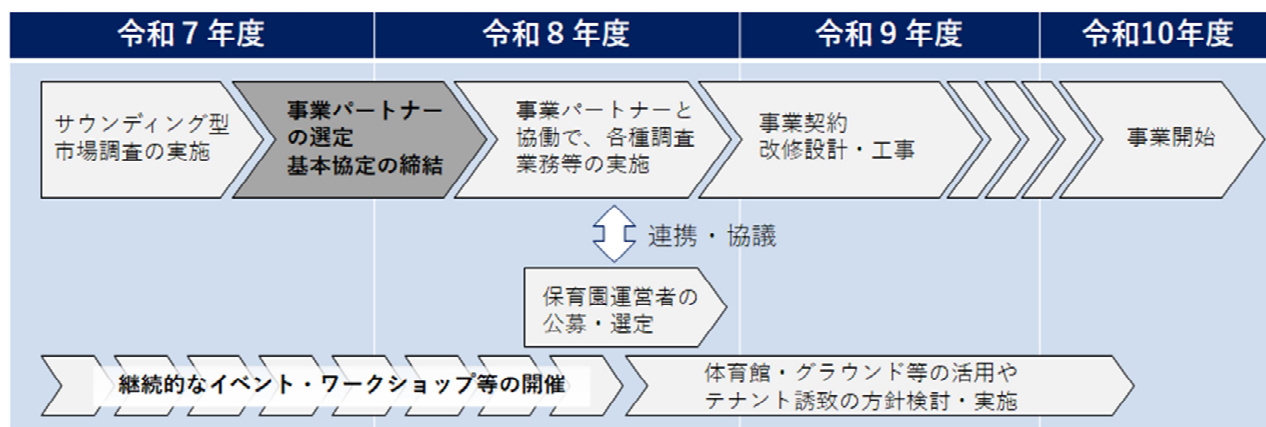 令和７年度
令和８年度
令和９年度
令和10年度
サウンディング型
市場調査の実施
事業パートナー
の選定
基本協定の締結
事業パートナーと
協働で、各種調査
業務等の実施
事業契約
改修設計・工事
事業開始
連携・協議
保育園運営者の
公募・選定
継続的なイベント・ワークショップ等の開催
体育館・グラウンド等の活用や
テナント誘致の方針検討・実施